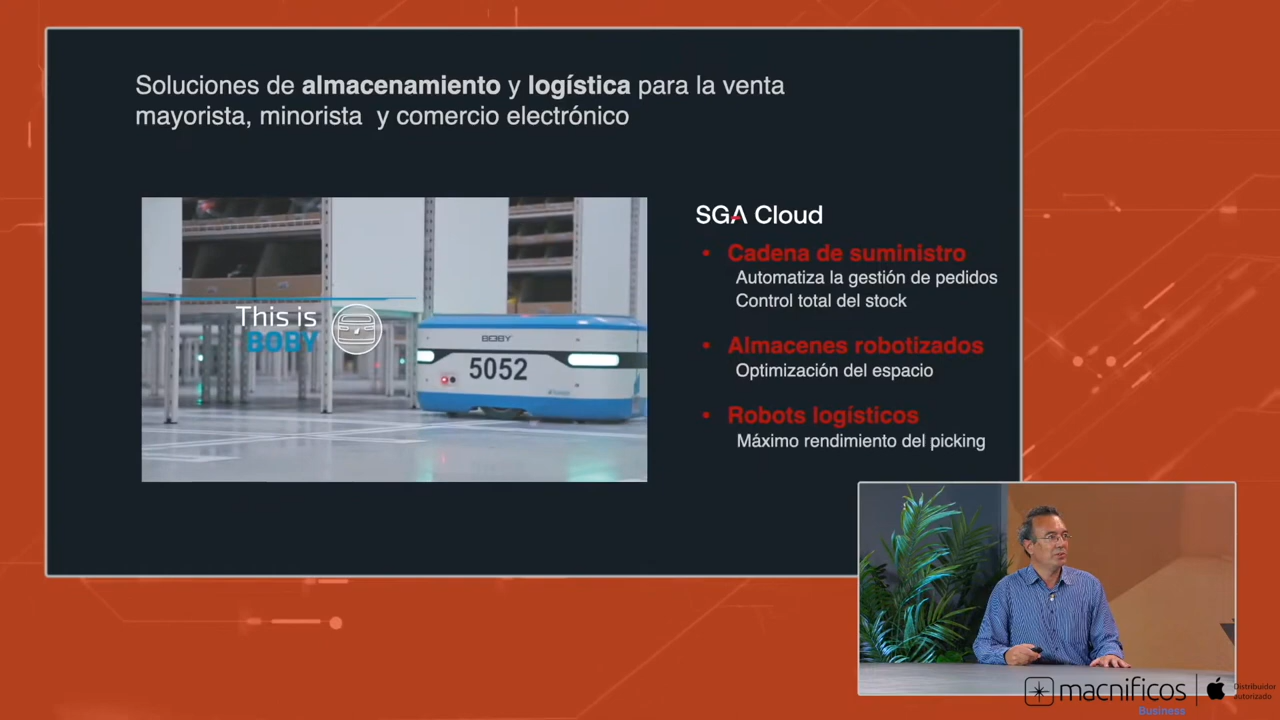 Soluciones de almacenamiento y logística para la venta
mayorista, minorista y comercio electrónico
This is
BOBY
BOBY
5052
SGA Cloud
• Cadena de suministro
Automatiza la gestión de pedidos
Control total del stock
• Almacenes robotizados
Optimización del espacio
• Robots logísticos
Máximo rendimiento del picking
macnificos
Business
Distribuidor
autorizado